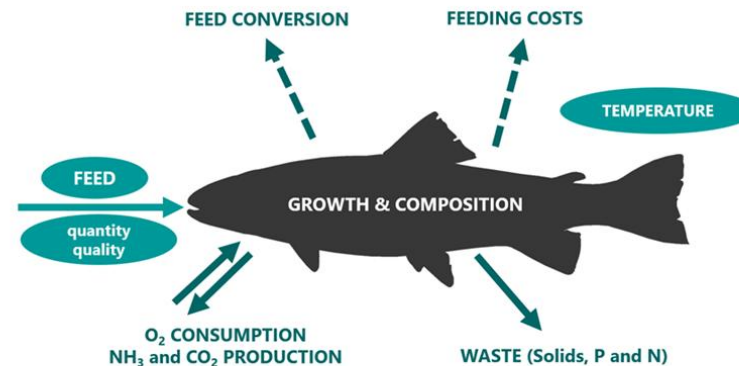 FEED CONVERSION
FEEDING COSTS
TEMPERATURE
FEED
GROWTH & COMPOSITION
quantity
quality
O₂ CONSUMPTION
NH₃ and CO₂ PRODUCTION
WASTE (Solids, P and N)